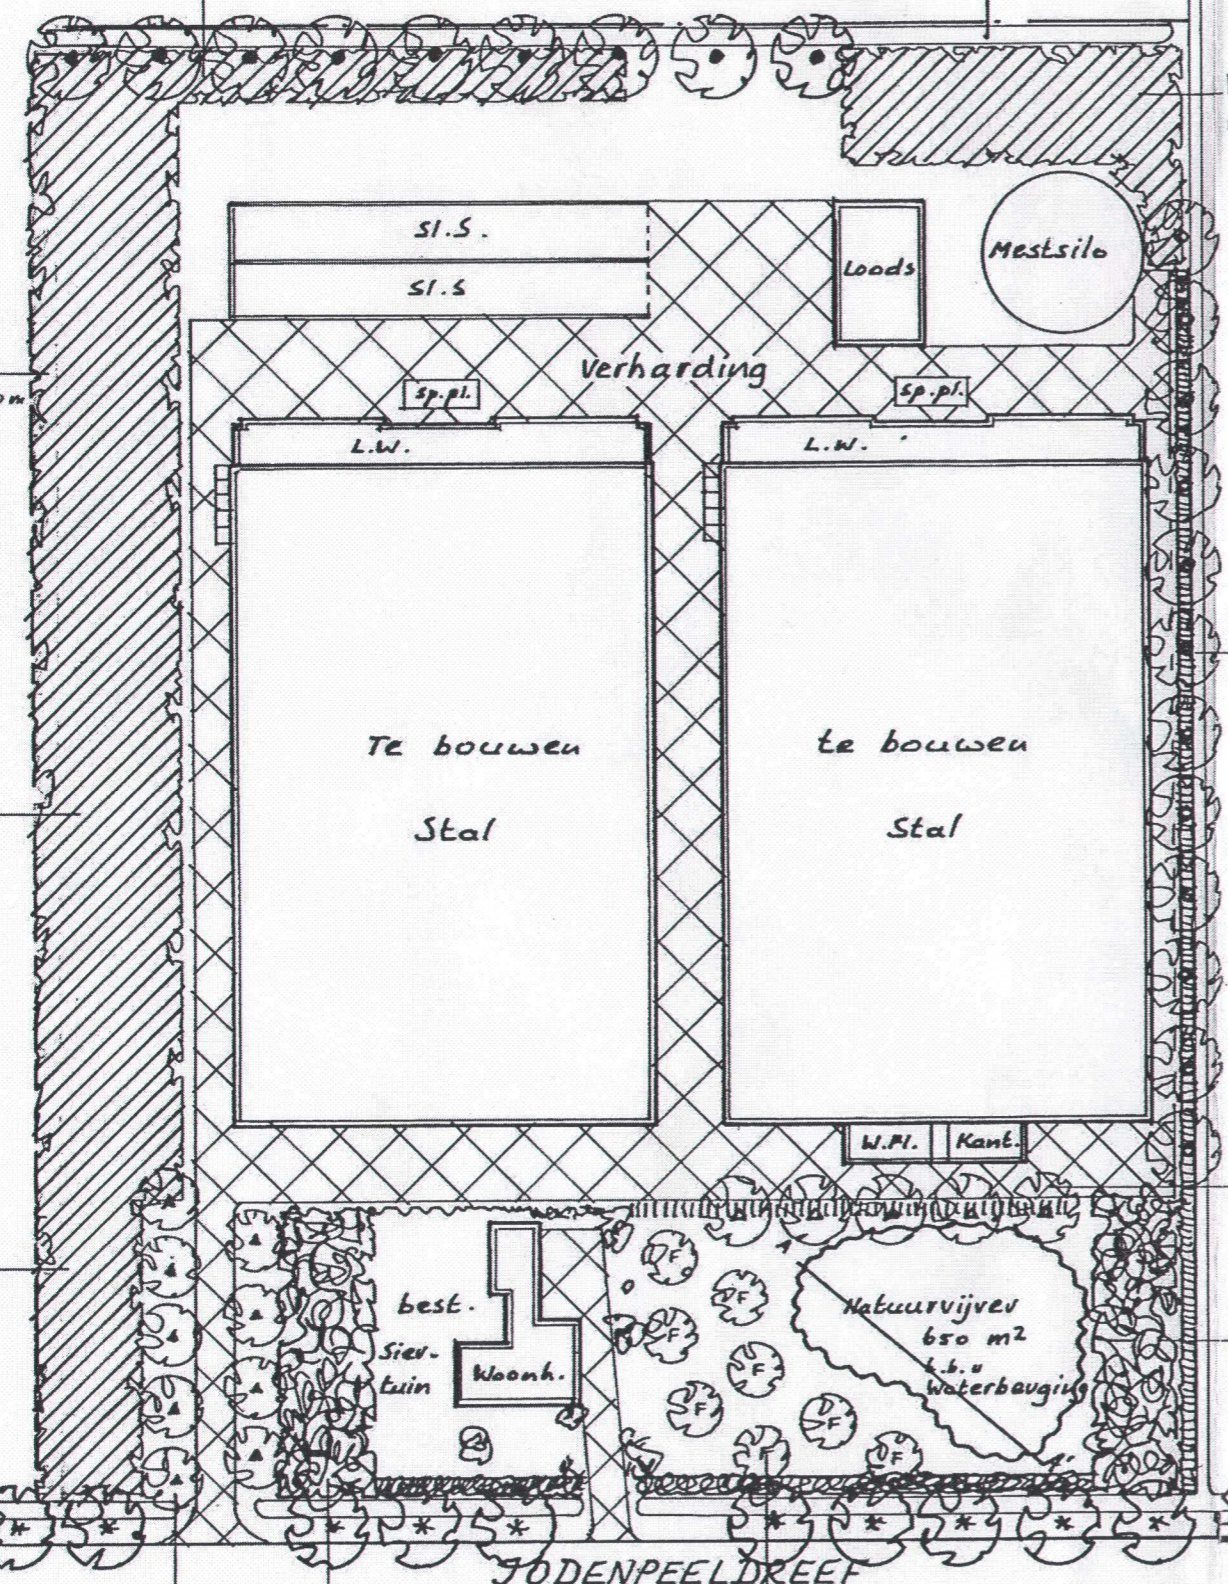 Sl.S.
Sl.S
Loods
Mestsilo
Verharding
Sp.pl.
Sp.pl.
L.W.
L.W.
Te bouwen
Stal
te bouwen
Stal
W.Pl.
Kant.
best.
Sier-
tuin
Woonh.
F
F
F
F
F
F
F
F
A
Natuurvijver
650 m2
t.b.v
Waterberging
A'
JODENPEELDREEF